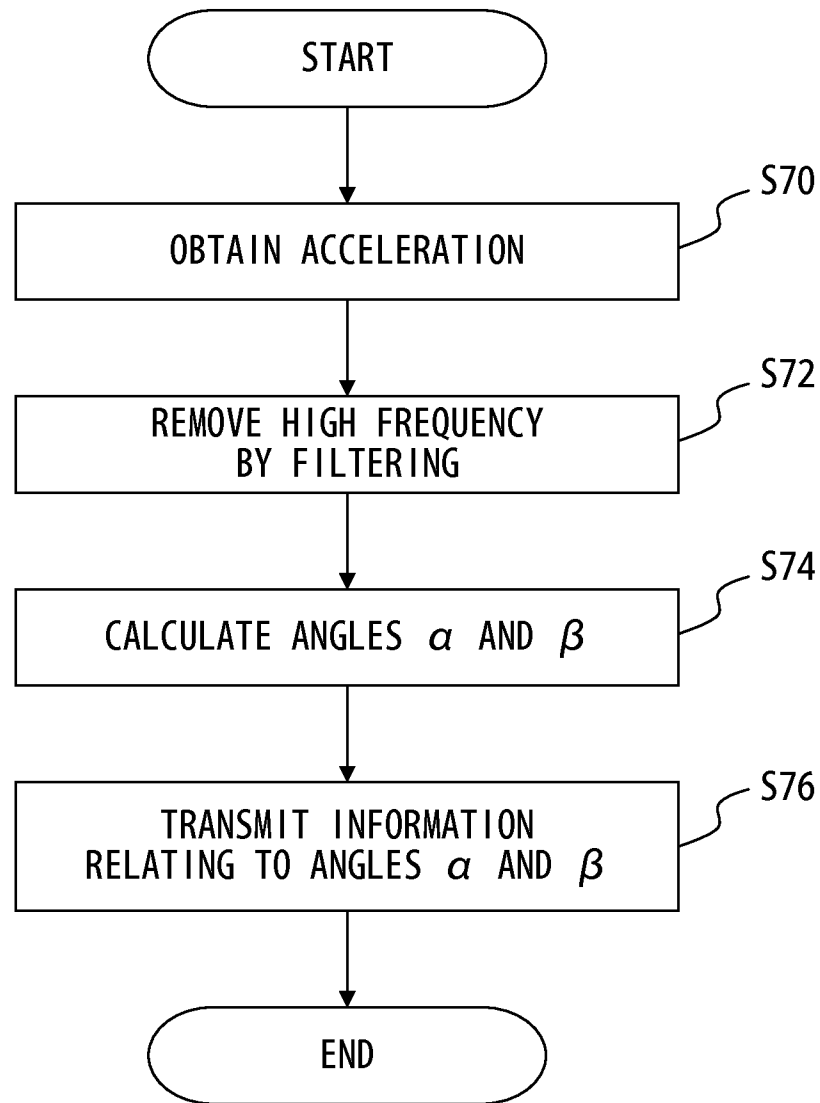 START
S70
OBTAIN ACCELERATION
S72
REMOVE HIGH FREQUENCY
BY FILTERING
S74
CALCULATE ANGLES α AND β
S76
TRANSMIT INFORMATION
RELATING TO ANGLES α AND β
END